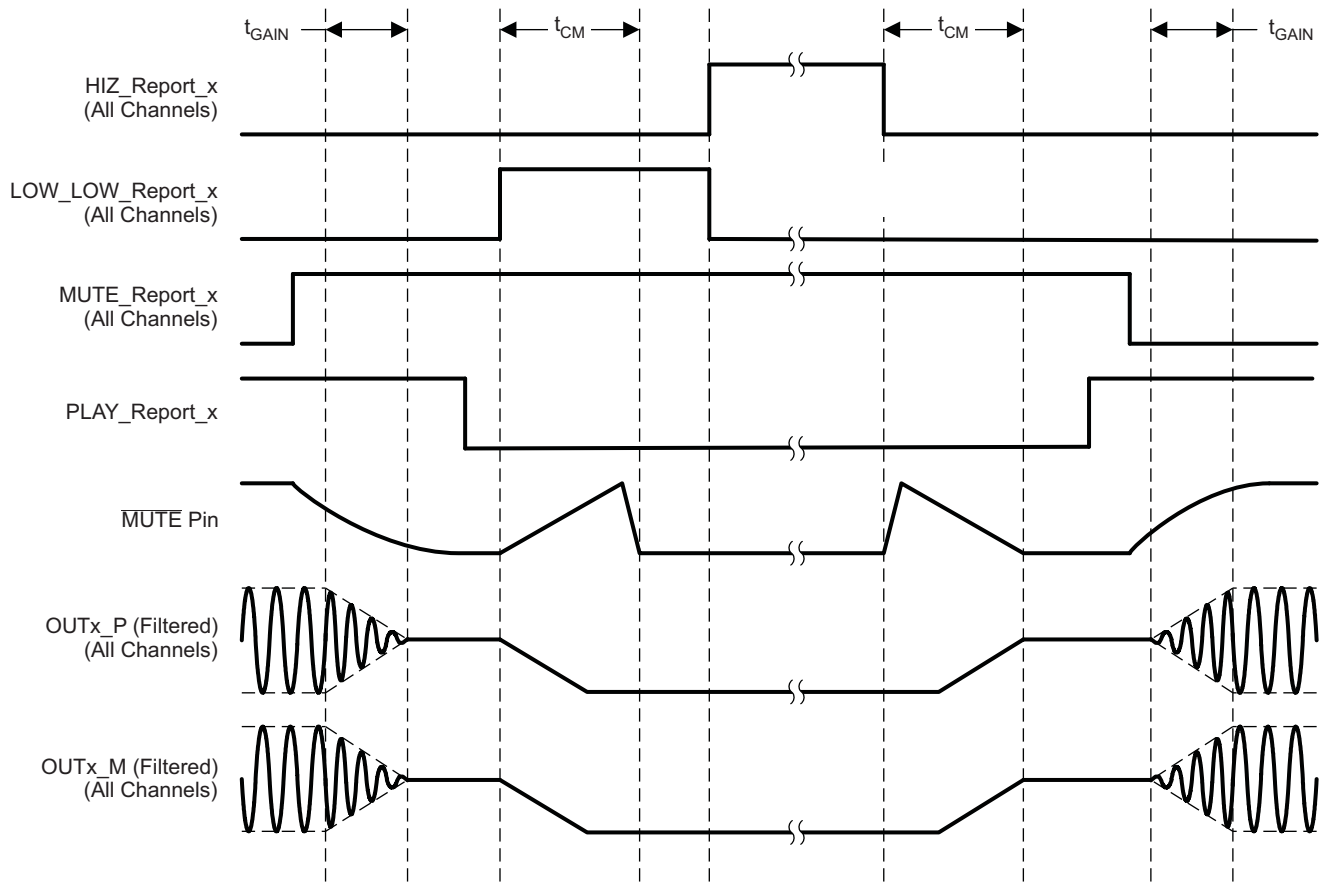 tGAIN
tCM
tCM
tGAIN
HIZ_Report_x
(All Channels)
LOW_LOW_Report_x
(All Channels)
MUTE_Report_x
(All Channels)
PLAY_Report_x
MUTE Pin
OUTx_P (Filtered)
(All Channels)
OUTx_M (Filtered)
(All Channels)